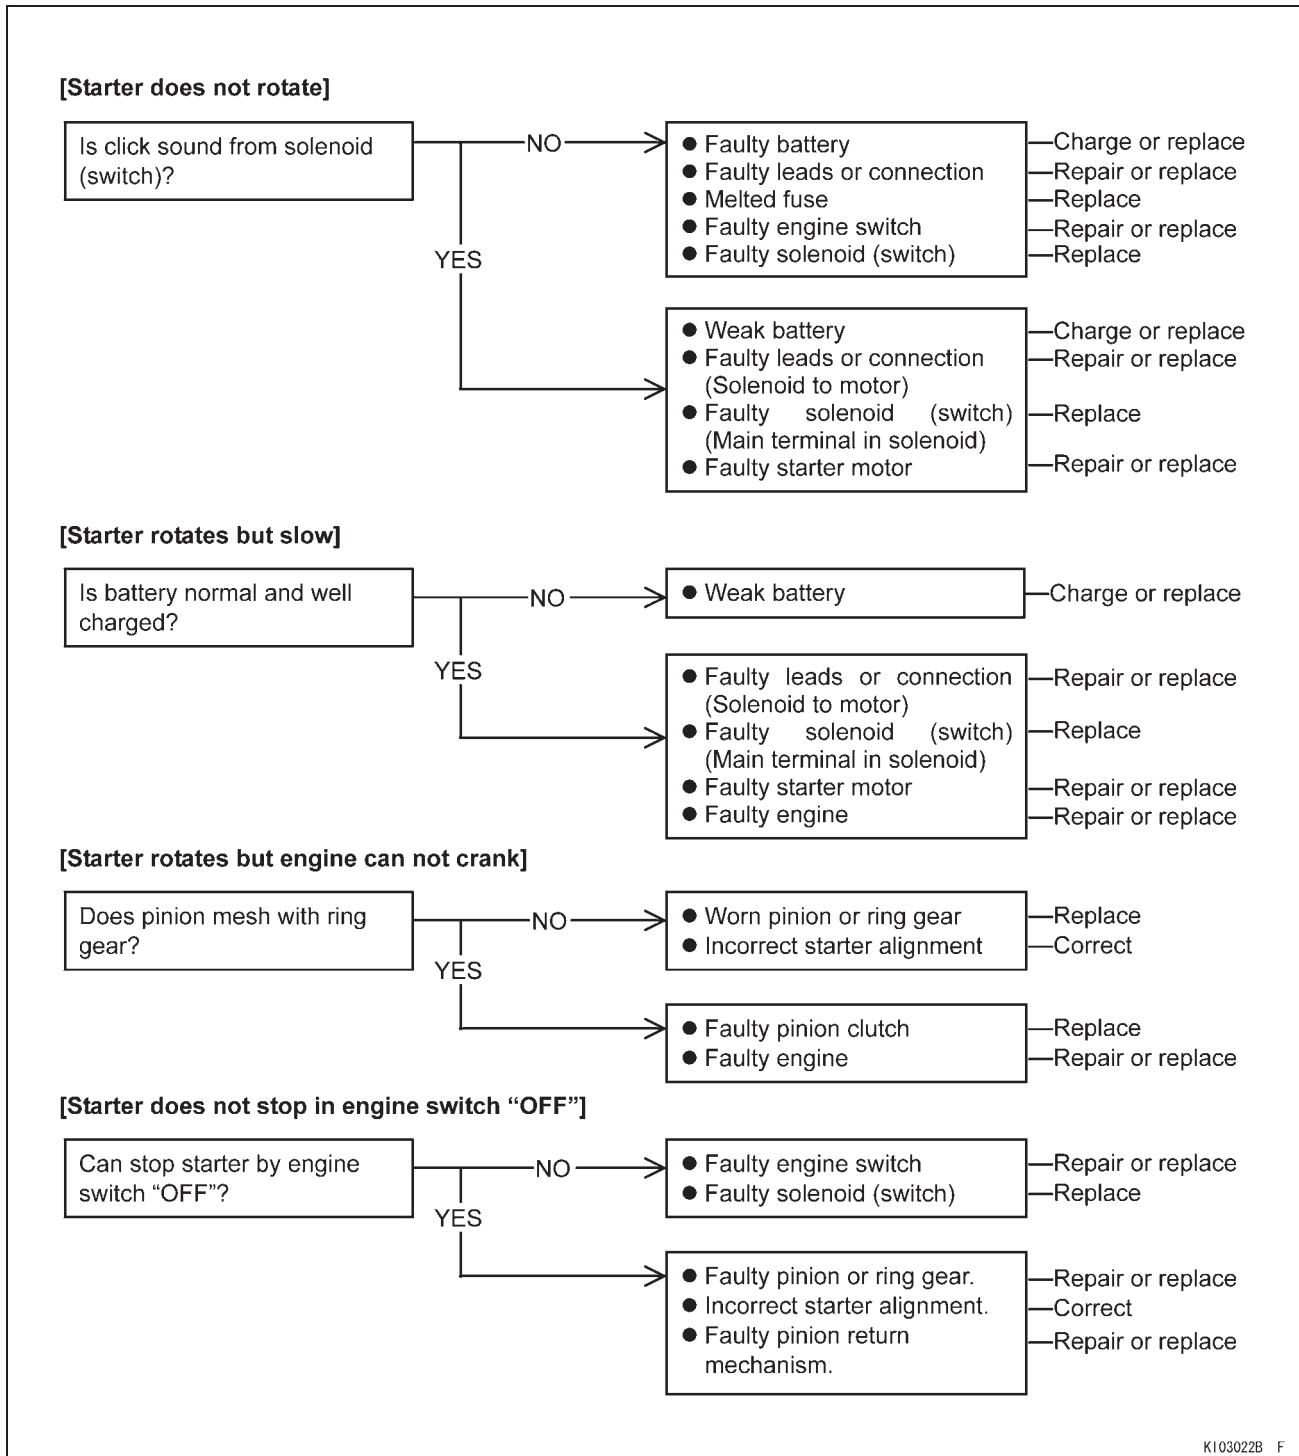 [Starter does not rotate]
Is click sound from solenoid
(switch)?
NO
YES
● Faulty battery
● Faulty leads or connection
● Melted fuse
● Faulty engine switch
● Faulty solenoid (switch)
Charge or replace
Repair or replace
Replace
Repair or replace
Replace
● Weak battery
● Faulty leads or connection
(Solenoid to motor)
● Faulty solenoid (switch)
(Main terminal in solenoid)
● Faulty starter motor
Charge or replace
Repair or replace
Replace
Repair or replace
[Starter rotates but slow]
Is battery normal and well
charged?
NO
YES
● Weak battery
Charge or replace
● Faulty leads or connection
(Solenoid to motor)
● Faulty solenoid (switch)
(Main terminal in solenoid)
● Faulty starter motor
● Faulty engine
Repair or replace
Replace
Repair or replace
Repair or replace
[Starter rotates but engine can not crank]
Does pinion mesh with ring
gear?
NO
YES
● Worn pinion or ring gear
● Incorrect starter alignment
Replace
Correct
● Faulty pinion clutch
● Faulty engine
Replace
Repair or replace
[Starter does not stop in engine switch “OFF”]
Can stop starter by engine
switch “OFF”?
NO
YES
● Faulty engine switch
● Faulty solenoid (switch)
Repair or replace
Replace
● Faulty pinion or ring gear.
● Incorrect starter alignment.
● Faulty pinion return
mechanism.
Repair or replace
Correct
Repair or replace
KI03022B F